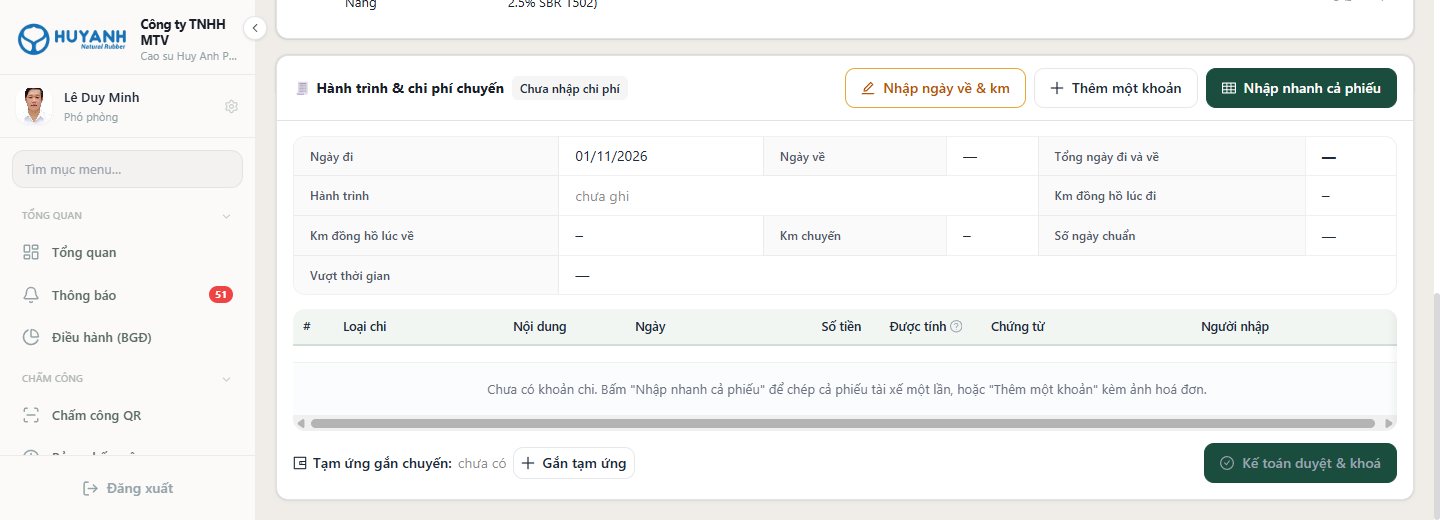 HUYANH
Natural Rubber
Công ty TNHH
MTV
Cao su Huy Anh P...
Lê Duy Minh
Phó phòng
Tìm mục menu...
TỔNG QUAN
Tổng quan
Thông báo 51
Điều hành (BGĐ)
CHẤM CÔNG
Chấm công QR
Đăng xuất
2.5% SBR 1502)
Hành trình & chi phí chuyến Chưa nhập chi phí Nhập ngày về & km Thêm một khoản Nhập nhanh cả phiếu
Ngày đi 01/11/2026 Ngày về — Tổng ngày đi và về —
Hành trình chưa ghi Km đồng hồ lúc đi –
Km đồng hồ lúc về – Km chuyến – Số ngày chuẩn —
Vượt thời gian —
# Loại chi Nội dung Ngày Số tiền Được tính Chứng từ Người nhập
Chưa có khoản chi. Bấm "Nhập nhanh cả phiếu" để chép cả phiếu tài xế một lần, hoặc "Thêm một khoản" kèm ảnh hoá đơn.
Tạm ứng gắn chuyến: chưa có Gắn tạm ứng Kế toán duyệt & khoá